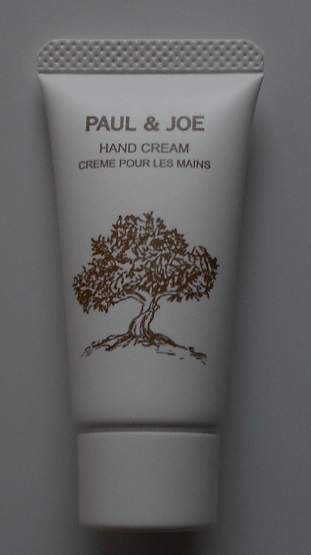 PAUL & JOE
HAND CREAM
CREME POUR LES MAINS